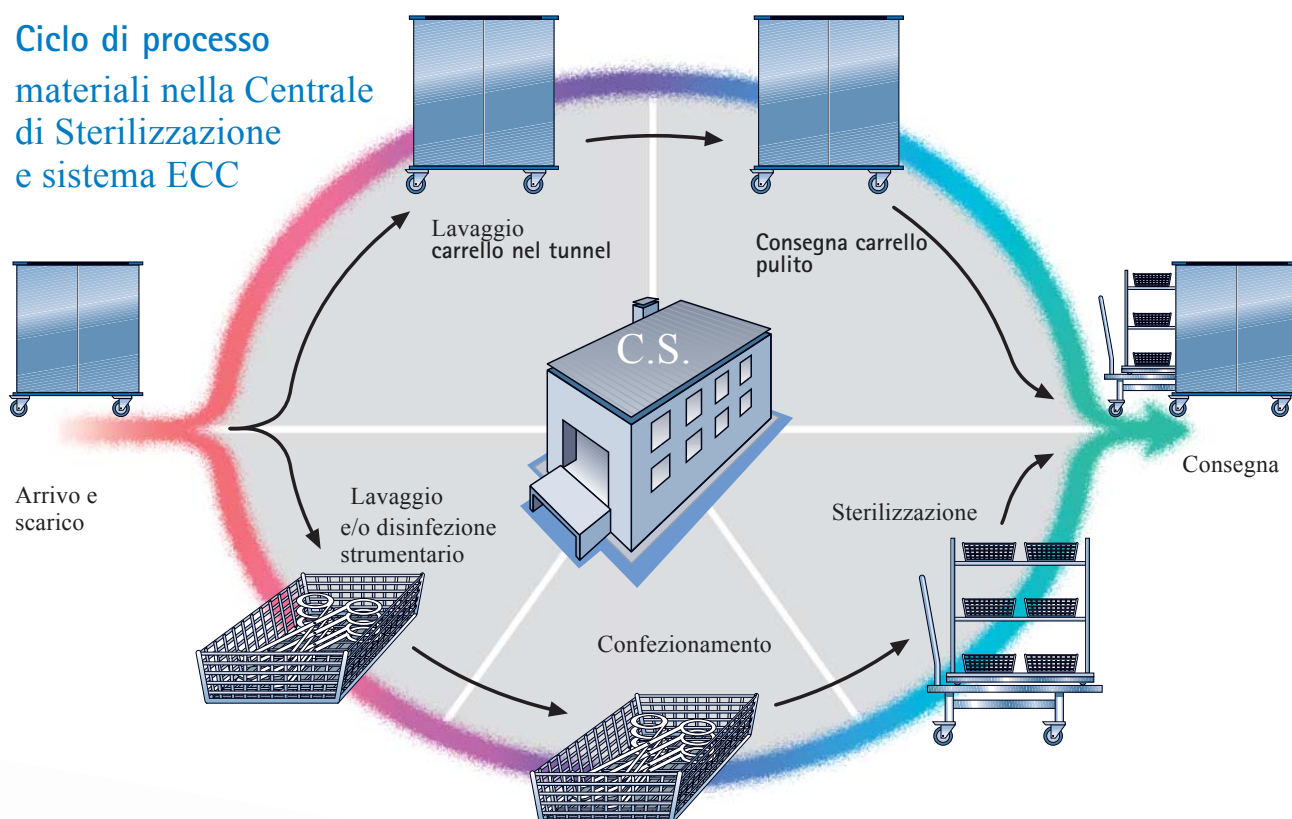 Ciclo di processo
materiali nella Centrale
di Sterilizzazione
e sistema ECC
Lavaggio
carrello nel tunnel
Consegna carrello
pulito
C.S.
Arrivo e
scarico
Lavaggio
e/o disinfezione
strumentario
Confezionamento
Sterilizzazione
Consegna